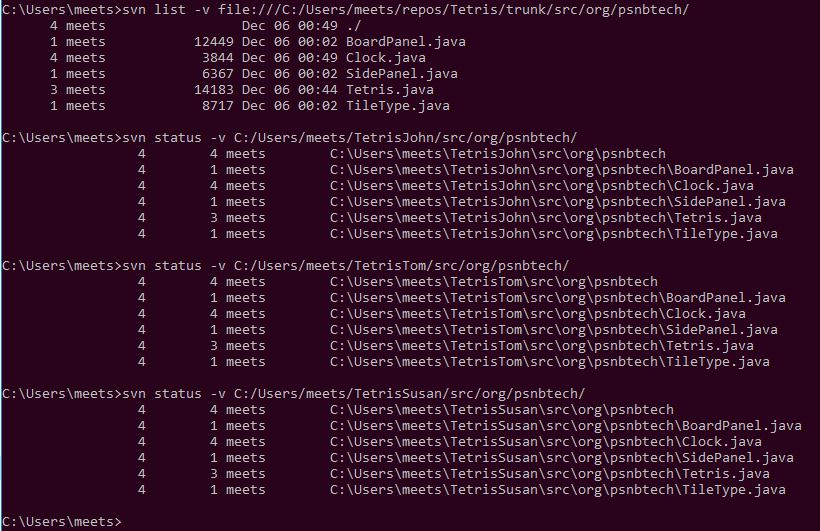 C:\Users\meets>svn list -v file:///C:/Users/meets/repos/Tetris/trunk/src/org/psnbtech/
4 meets Dec 06 00:49 ./
1 meets 12449 Dec 06 00:02 BoardPanel.java
4 meets 3844 Dec 06 00:49 Clock.java
1 meets 6367 Dec 06 00:02 SidePanel.java
3 meets 14183 Dec 06 00:44 Tetris.java
1 meets 8717 Dec 06 00:02 TileType.java
C:\Users\meets>svn status -v C:/Users/meets/TetrisJohn/src/org/psnbtech/
4 4 meets C:\Users\meets\TetrisJohn\src\org\psnbtech
4 1 meets C:\Users\meets\TetrisJohn\src\org\psnbtech\BoardPanel.java
4 4 meets C:\Users\meets\TetrisJohn\src\org\psnbtech\Clock.java
4 1 meets C:\Users\meets\TetrisJohn\src\org\psnbtech\SidePanel.java
4 3 meets C:\Users\meets\TetrisJohn\src\org\psnbtech\Tetris.java
4 1 meets C:\Users\meets\TetrisJohn\src\org\psnbtech\TileType.java
C:\Users\meets>svn status -v C:/Users/meets/TetrisTom/src/org/psnbtech/
4 4 meets C:\Users\meets\TetrisTom\src\org\psnbtech
4 1 meets C:\Users\meets\TetrisTom\src\org\psnbtech\BoardPanel.java
4 4 meets C:\Users\meets\TetrisTom\src\org\psnbtech\Clock.java
4 1 meets C:\Users\meets\TetrisTom\src\org\psnbtech\SidePanel.java
4 3 meets C:\Users\meets\TetrisTom\src\org\psnbtech\Tetris.java
4 1 meets C:\Users\meets\TetrisTom\src\org\psnbtech\TileType.java
C:\Users\meets>svn status -v C:/Users/meets/TetrisSusan/src/org/psnbtech/
4 4 meets C:\Users\meets\TetrisSusan\src\org\psnbtech
4 1 meets C:\Users\meets\TetrisSusan\src\org\psnbtech\BoardPanel.java
4 4 meets C:\Users\meets\TetrisSusan\src\org\psnbtech\Clock.java
4 1 meets C:\Users\meets\TetrisSusan\src\org\psnbtech\SidePanel.java
4 3 meets C:\Users\meets\TetrisSusan\src\org\psnbtech\Tetris.java
4 1 meets C:\Users\meets\TetrisSusan\src\org\psnbtech\TileType.java
C:\Users\meets>